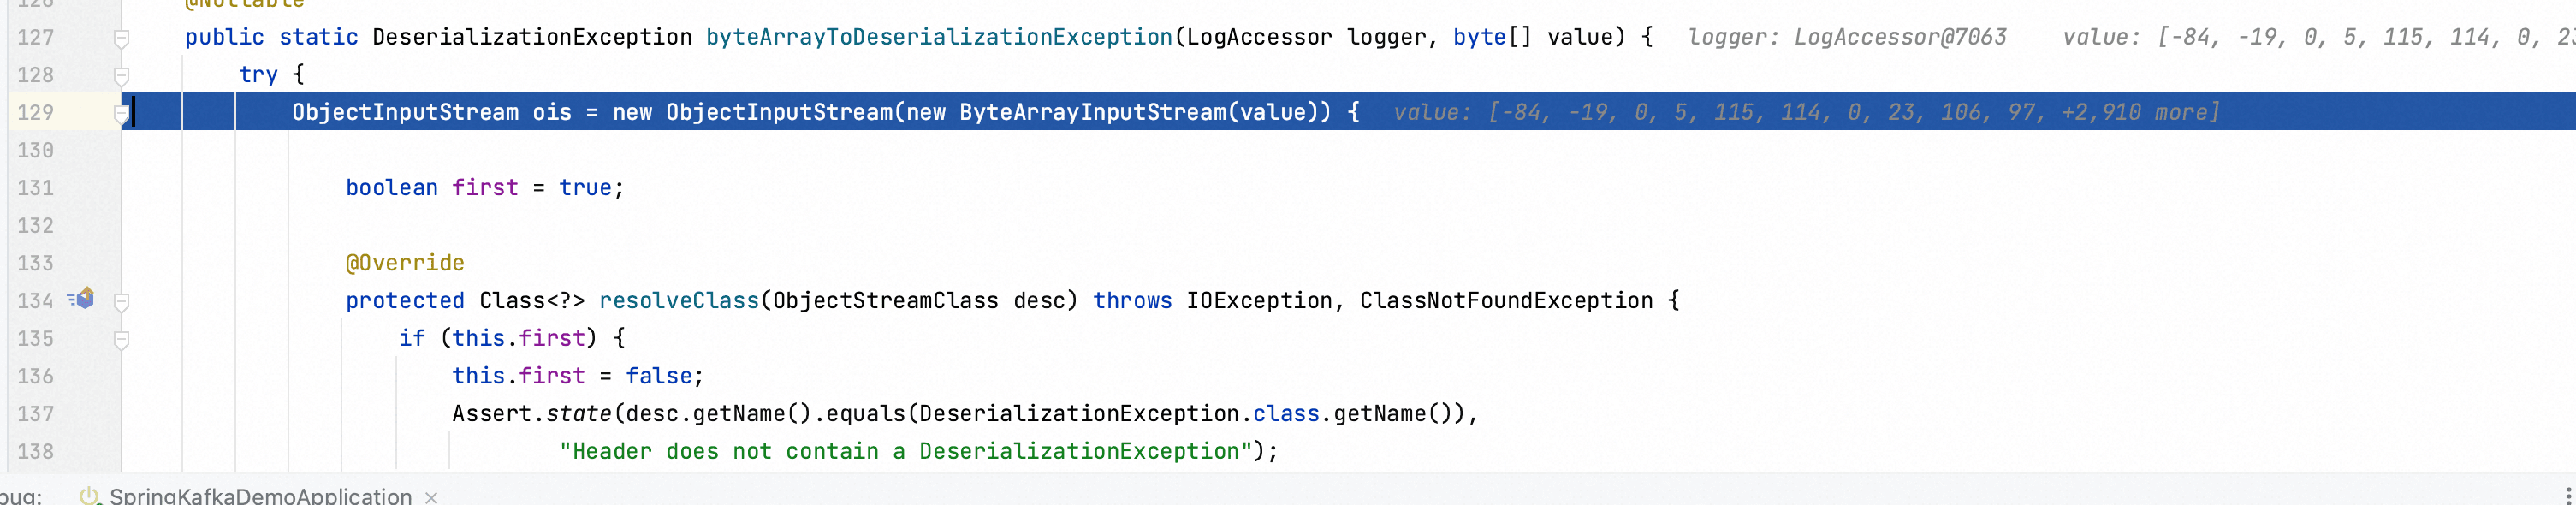 126 @Nullable
127 public static DeserializationException byteArrayToDeserializationException(LogAccessor logger, byte[] value) { logger: LogAccessor@7063 value: [-84, -19, 0, 5, 115, 114, 0, 23
128 try {
129 ObjectInputStream ois = new ObjectInputStream(new ByteArrayInputStream(value)) { value: [-84, -19, 0, 5, 115, 114, 0, 23, 106, 97, +2,910 more]
130
131 boolean first = true;
132
133 @Override
134 protected Class<?> resolveClass(ObjectStreamClass desc) throws IOException, ClassNotFoundException {
135 if (this.first) {
136 this.first = false;
137 Assert.state(desc.getName().equals(DeserializationException.class.getName()),
138 "Header does not contain a DeserializationException");
bug: SpringKafkaDemoApplication ×